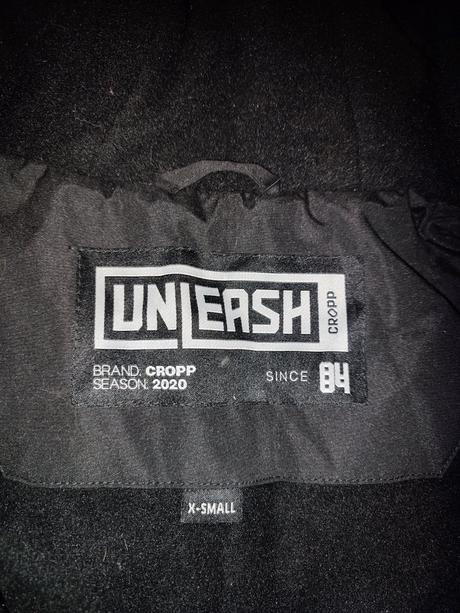 UNLEASH
CROPP
BRAND: CROPP
SEASON: 2020
SINCE 84
X-SMALL